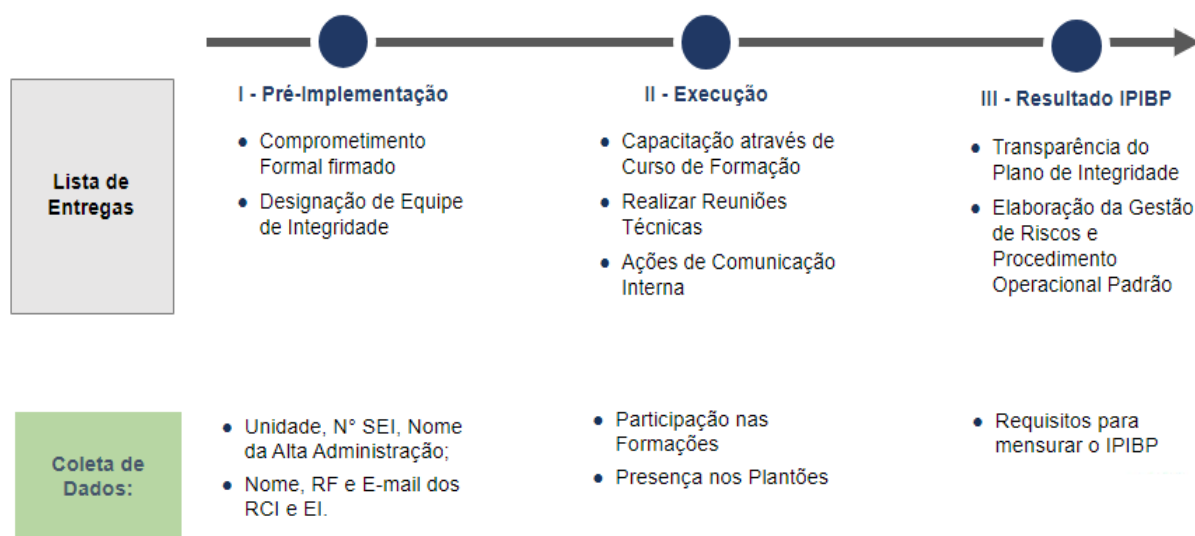 I - Pré-Implementação
II - Execução
III - Resultado IPIBP
Lista de
Entregas
● Comprometimento
Formal firmado
● Designação de Equipe
de Integridade
● Capacitação através de
Curso de Formação
● Realizar Reuniões
Técnicas
● Ações de Comunicação
Interna
● Transparência do
Plano de Integridade
● Elaboração da Gestão
de Riscos e
Procedimento
Operacional Padrão
Coleta de
Dados:
● Unidade, N° SEI, Nome
da Alta Administração;
● Nome, RF e E-mail dos
RCI e EI.
● Participação nas
Formações
● Presença nos Plantões
● Requisitos para
mensurar o IPIBP